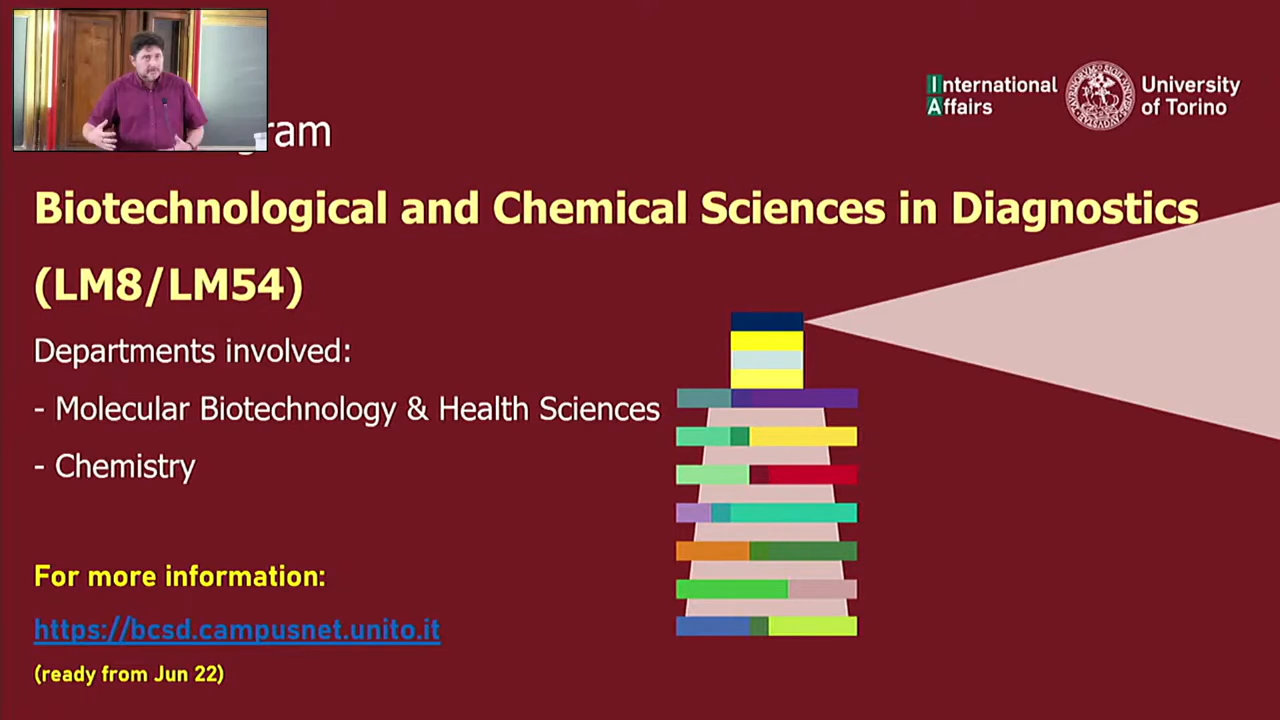 International
Affairs
University
of Torino
Biotechnological and Chemical Sciences in Diagnostics
(LM8/LM54)
Departments involved:
- Molecular Biotechnology & Health Sciences
- Chemistry
For more information:
https://bcsd.campusnet.unito.it
(ready from Jun 22)